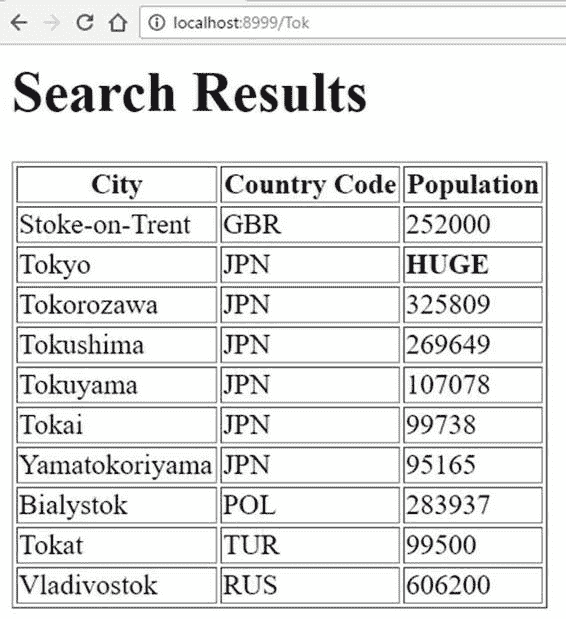 localhost:8999/Tok
Search Results
City Country Code Population
Stoke-on-Trent GBR 252000
Tokyo JPN HUGE
Tokorozawa JPN 325809
Tokushima JPN 269649
Tokuyama JPN 107078
Tokai JPN 99738
Yamatokoriyama JPN 95165
Bialystok POL 283937
Tokat TUR 99500
Vladivostok RUS 606200